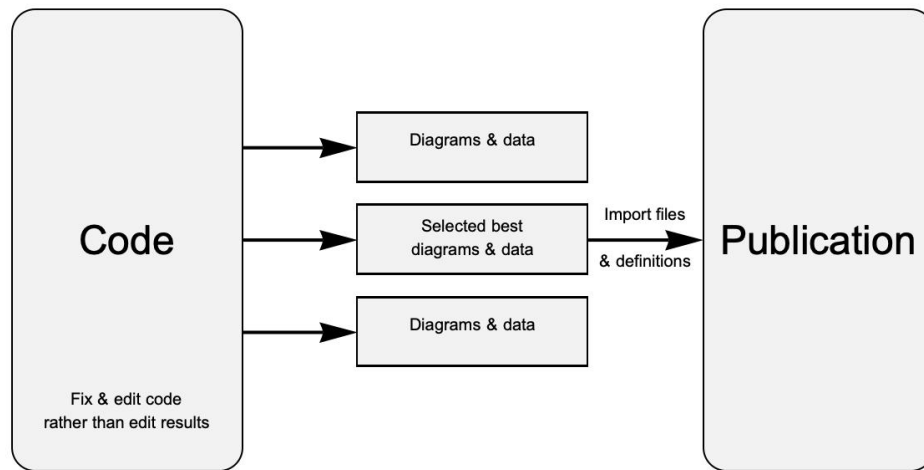 Code
Fix & edit code
rather than edit results
Diagrams & data
Selected best
diagrams & data
Diagrams & data
Import files
& definitions
Publication